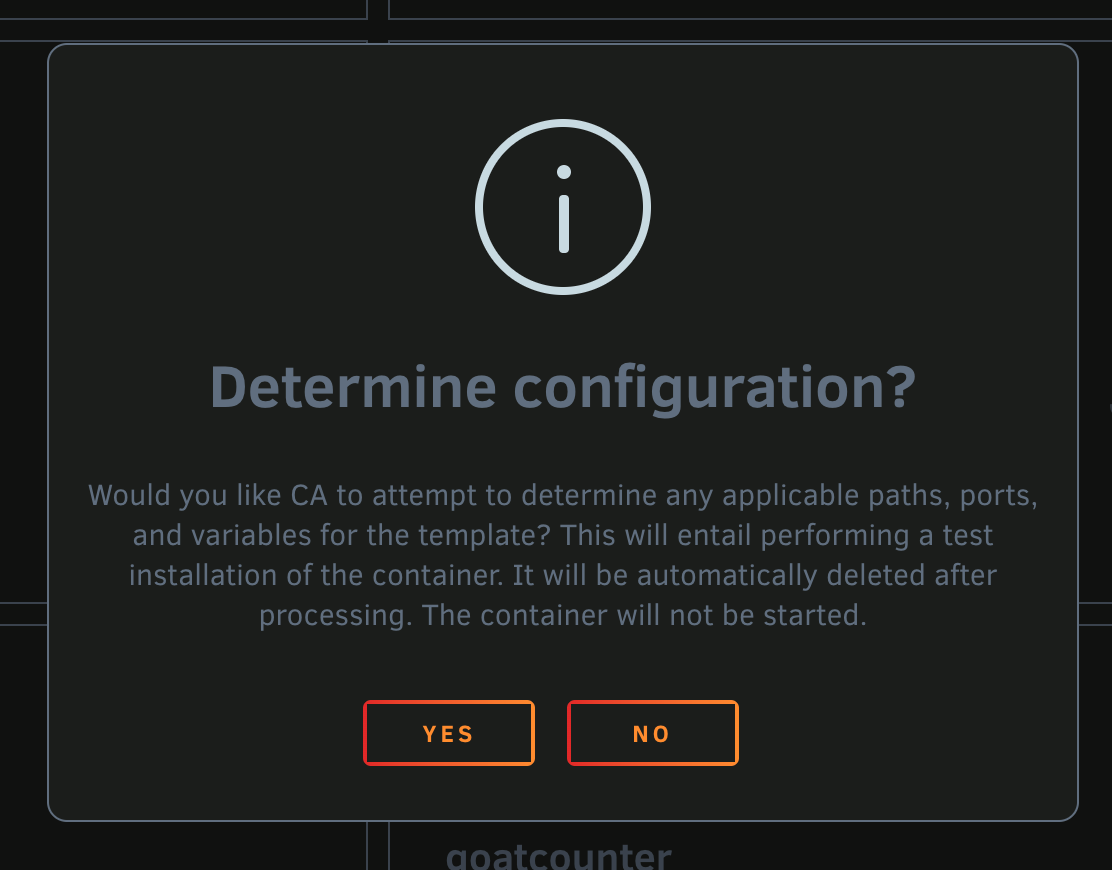 Determine configuration?
Would you like CA to attempt to determine any applicable paths, ports,
and variables for the template? This will entail performing a test
installation of the container. It will be automatically deleted after
processing. The container will not be started.
YES NO
goatcounter